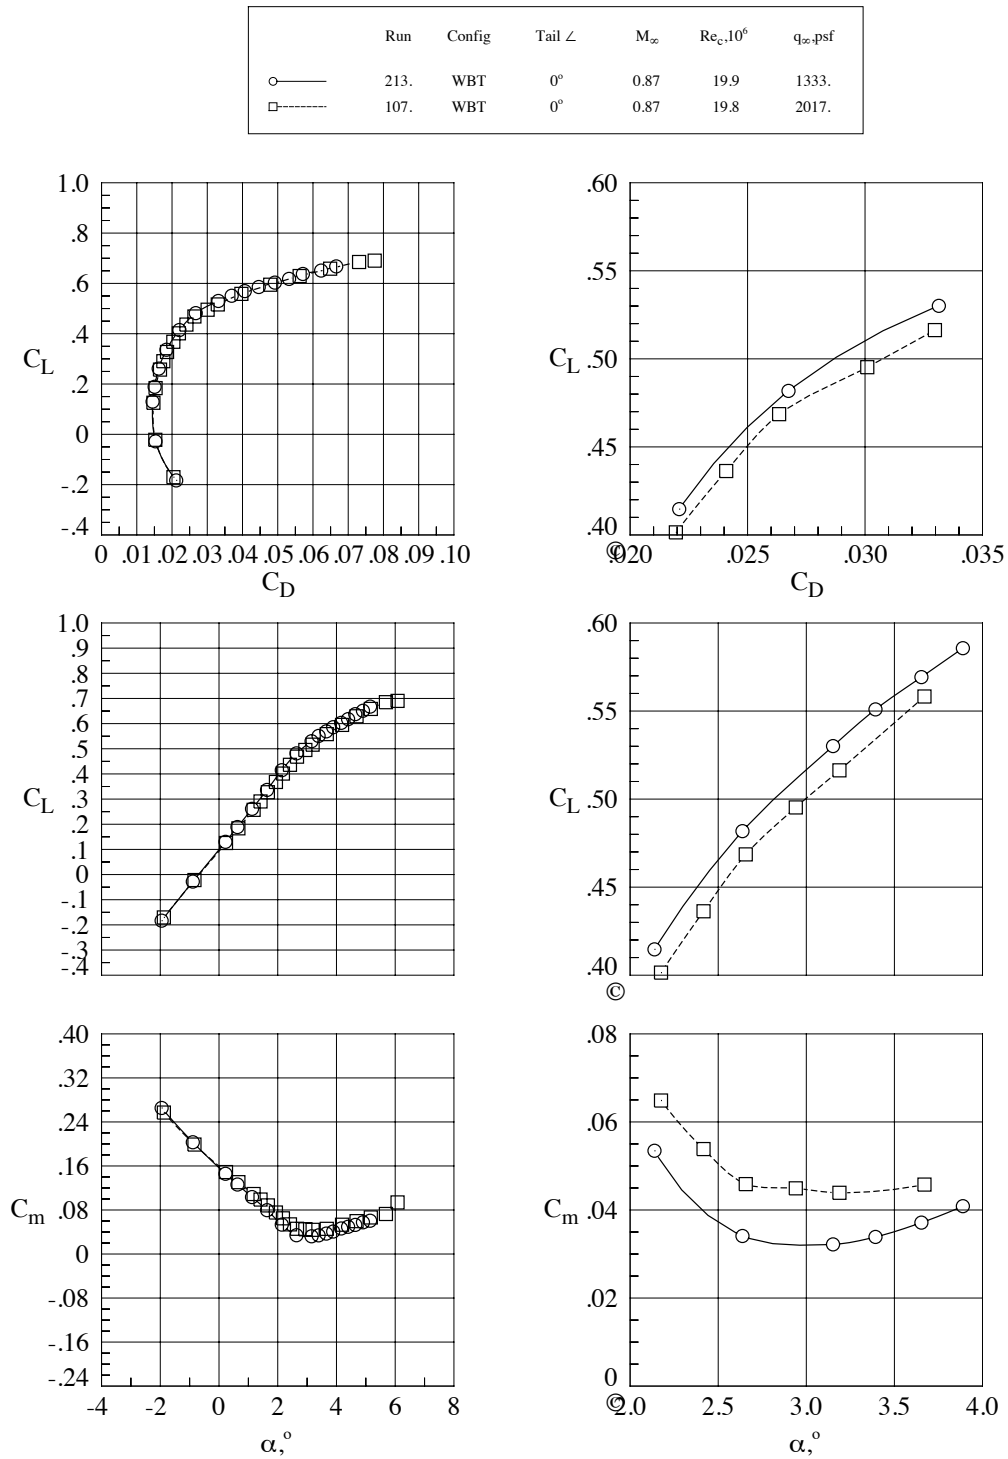 Run Config Tail ∠ M∞ Re_c,10⁶ q∞,psf
213. WBT 0° 0.87 19.9 1333.
107. WBT 0° 0.87 19.8 2017.
1.0
.8
.6
.4
.2
0
-.2
-.4
C_L
0 .01 .02 .03 .04 .05 .06 .07 .08 .09 .10
C_D
.60
.55
.50
.45
.40
C_L
©
.020 .025 .030 .035
C_D
1.0
.9
.8
.7
.6
.5
.4
.3
.2
.1
0
-.1
-.2
-.3
-.4
C_L
.60
.55
.50
.45
.40
C_L
©
.40
.32
.24
.16
.08
0
-.08
-.16
-.24
C_m
-4 -2 0 2 4 6 8
α,°
.08
.06
.04
.02
0
C_m
©
2.0 2.5 3.0 3.5 4.0
α,°